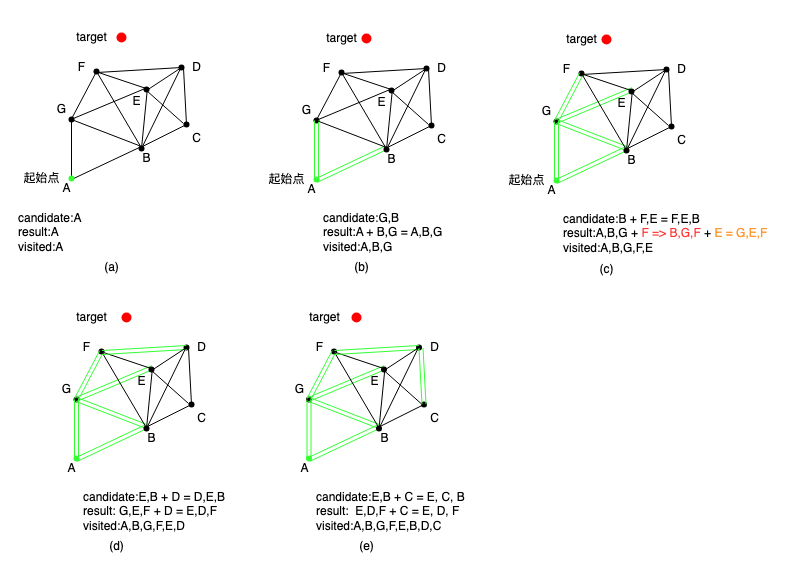 target
F
D
E
G
C
B
起始点
A
candidate:A
result:A
visited:A
(a)
target
F
D
E
G
C
B
起始点
A
candidate:G,B
result:A + B,G = A,B,G
visited:A,B,G
(b)
target
F
D
E
G
C
B
起始点
A
candidate:B + F,E = F,E,B
result:A,B,G + F => B,G,F + E = G,E,F
visited:A,B,G,F,E
(c)
target
F
D
E
G
C
B
A
candidate:E,B + D = D,E,B
result: G,E,F + D = E,D,F
visited:A,B,G,F,E,D
(d)
target
F
D
E
G
C
B
A
candidate:E,B + C = E, C, B
result: E,D,F + C = E, D, F
visited:A,B,G,F,E,B,D,C
(e)